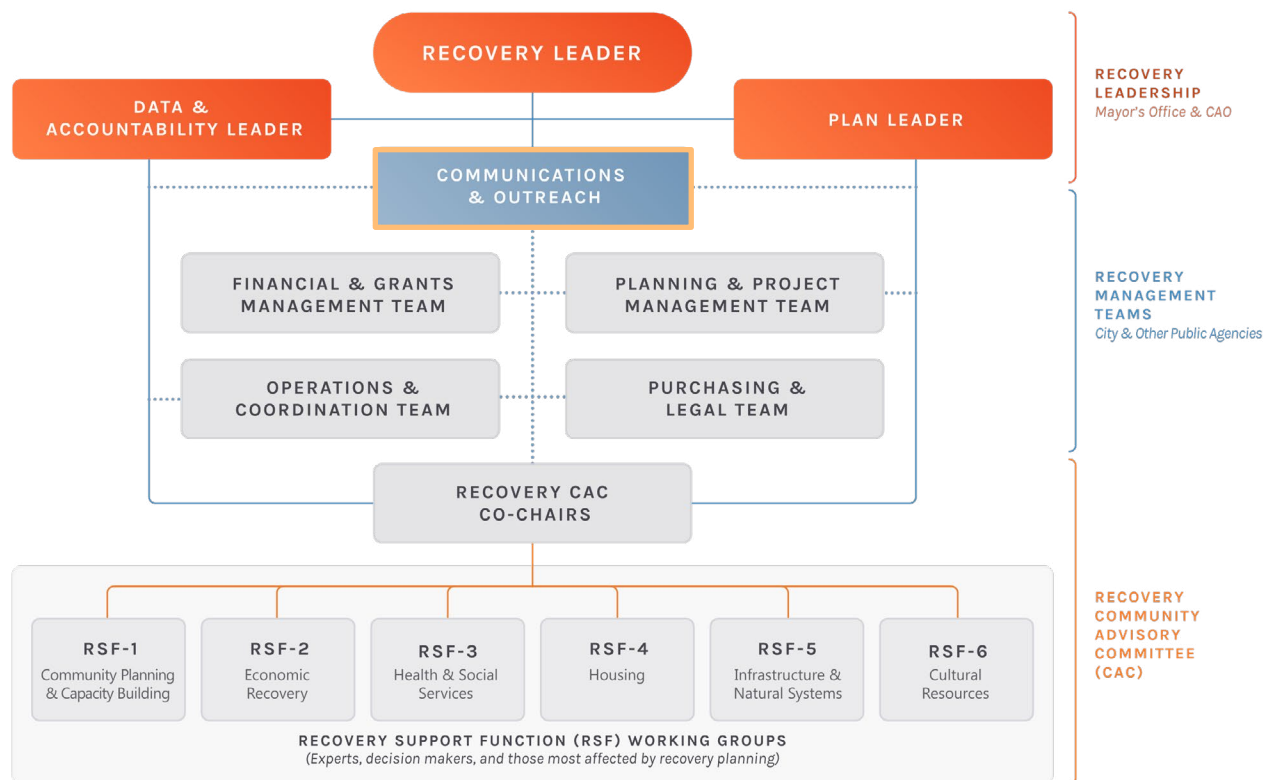 RECOVERY LEADER
DATA &
ACCOUNTABILITY LEADER
PLAN LEADER
RECOVERY
LEADERSHIP
Mayor's Office & CAO
COMMUNICATIONS
& OUTREACH
FINANCIAL & GRANTS
MANAGEMENT TEAM
PLANNING & PROJECT
MANAGEMENT TEAM
RECOVERY
MANAGEMENT
TEAMS
City & Other Public Agencies
OPERATIONS &
COORDINATION TEAM
PURCHASING &
LEGAL TEAM
RECOVERY CAC
CO-CHAIRS
RECOVERY
COMMUNITY
ADVISORY
COMMITTEE
(CAC)
RSF-1
Community Planning
& Capacity Building
RSF-2
Economic
Recovery
RSF-3
Health & Social
Services
RSF-4
Housing
RSF-5
Infrastructure &
Natural Systems
RSF-6
Cultural
Resources
RECOVERY SUPPORT FUNCTION (RSF) WORKING GROUPS
(Experts, decision makers, and those most affected by recovery planning)